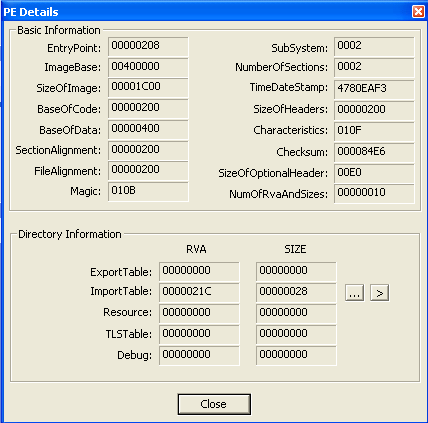 PE Details
Basic Information
EntryPoint: 00000208 SubSystem: 0002
ImageBase: 00400000 NumberOfSections: 0002
SizeOfImage: 00001C00 TimeDateStamp: 4780EAF3
BaseOfCode: 00000200 SizeOfHeaders: 00000200
BaseOfData: 00000400 Characteristics: 010F
SectionAlignment: 00000200 Checksum: 000084E6
FileAlignment: 00000200 SizeOfOptionalHeader: 00E0
Magic: 010B NumOfRvaAndSizes: 00000010
Directory Information
RVA SIZE
ExportTable: 00000000 00000000
ImportTable: 0000021C 00000028 ... >
Resource: 00000000 00000000
TLSTable: 00000000 00000000
Debug: 00000000 00000000
Close